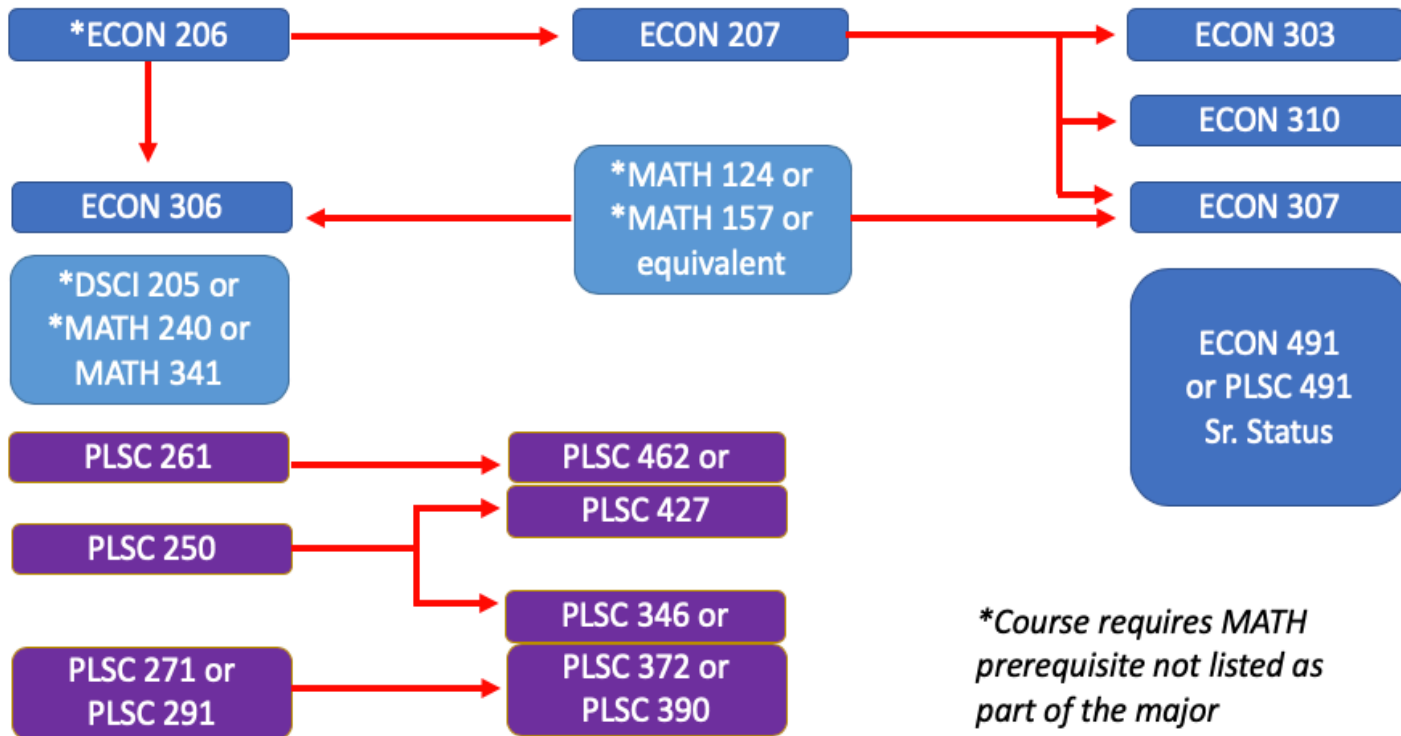 *ECON 206
ECON 207
ECON 303
ECON 310
ECON 306
*MATH 124 or
*MATH 157 or
equivalent
ECON 307
*DSCI 205 or
*MATH 240 or
MATH 341
ECON 491
or PLSC 491
Sr. Status
PLSC 261
PLSC 462 or
PLSC 427
PLSC 250
PLSC 346 or
PLSC 271 or
PLSC 291
PLSC 372 or
PLSC 390
*Course requires MATH
prerequisite not listed as
part of the major